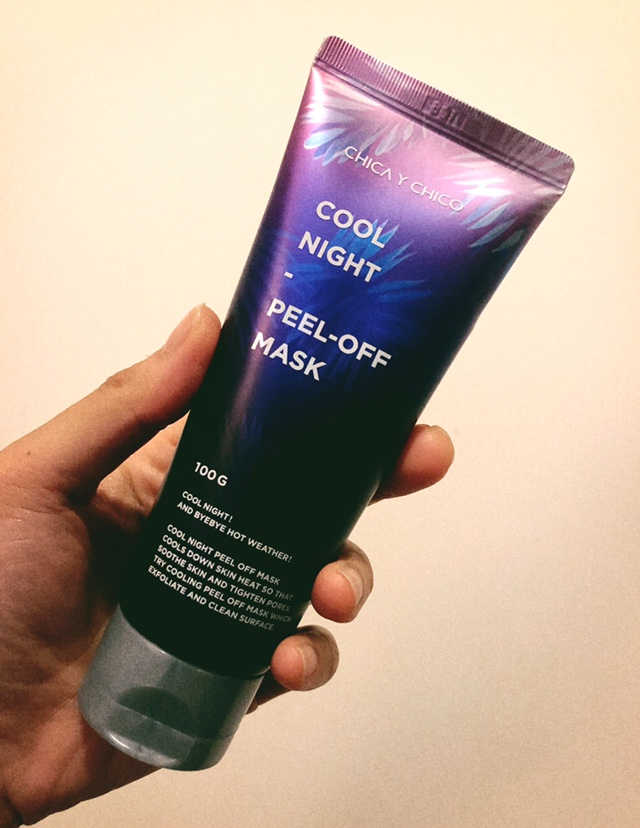 CHICA Y CHICO
COOL
NIGHT
-
PEEL-OFF
MASK
100G
COOL NIGHT!
AND BYEBYE HOT WEATHER!
COOL NIGHT PEEL OFF MASK
COOLS DOWN SKIN HEAT SO THAT
SOOTHE SKIN AND TIGHTEN PORES
TRY COOLING PEEL OFF MASK WHICH
EXFOLIATE AND CLEAN SURFACE